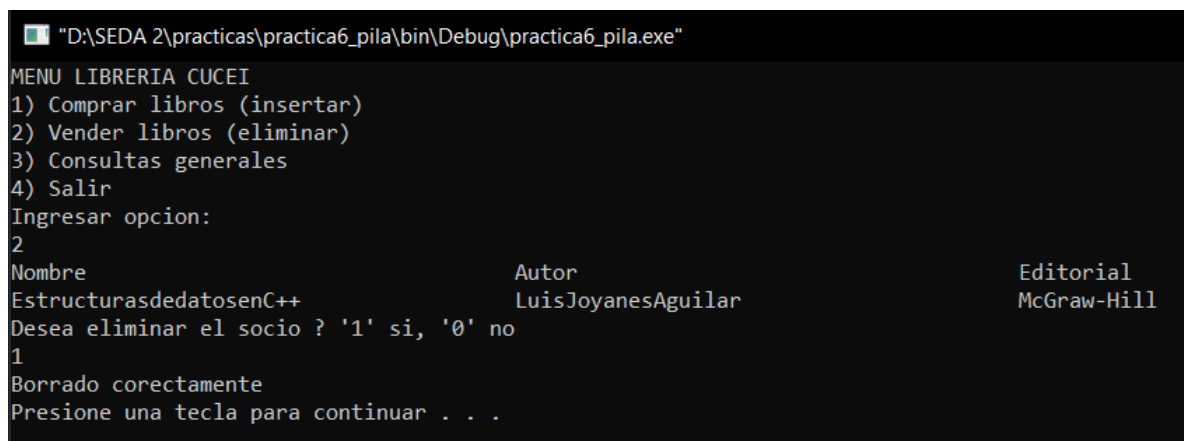 "D:\SEDA 2\practicas\practica6_pila\bin\Debug\practica6_pila.exe"
MENU LIBRERIA CUCEI
1) Comprar libros (insertar)
2) Vender libros (eliminar)
3) Consultas generales
4) Salir
Ingresar opcion:
2
Nombre Autor Editorial
EstructurasdedatosenC++ LuisJoyanesAguilar McGraw-Hill
Desea eliminar el socio ? '1' si, '0' no
1
Borrado corectamente
Presione una tecla para continuar . . .